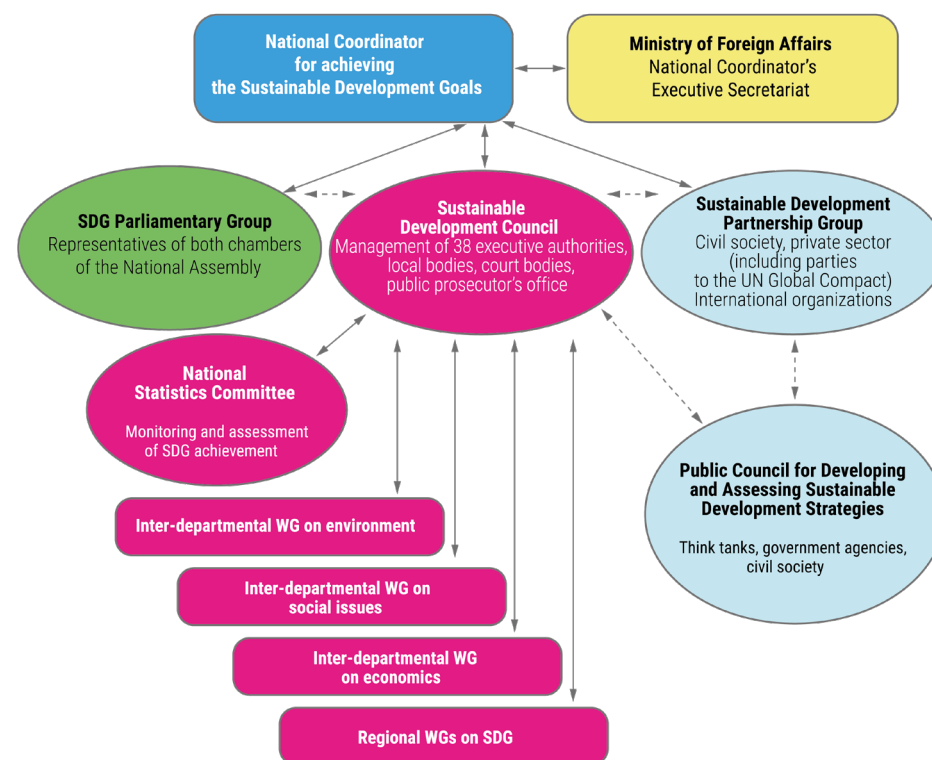 National Coordinator
for achieving
the Sustainable Development Goals
Ministry of Foreign Affairs
National Coordinator's
Executive Secretariat
SDG Parliamentary Group
Representatives of both chambers
of the National Assembly
Sustainable
Development Council
Management of 38 executive authorities,
local bodies, court bodies,
public prosecutor's office
Sustainable Development
Partnership Group
Civil society, private sector
(including parties
to the UN Global Compact)
International organizations
National
Statistics Committee
Monitoring and assessment
of SDG achievement
Public Council for Developing
and Assessing Sustainable
Development Strategies
Think tanks, government agencies,
civil society
Inter-departmental WG on environment
Inter-departmental WG on
social issues
Inter-departmental WG
on economics
Regional WGs on SDG